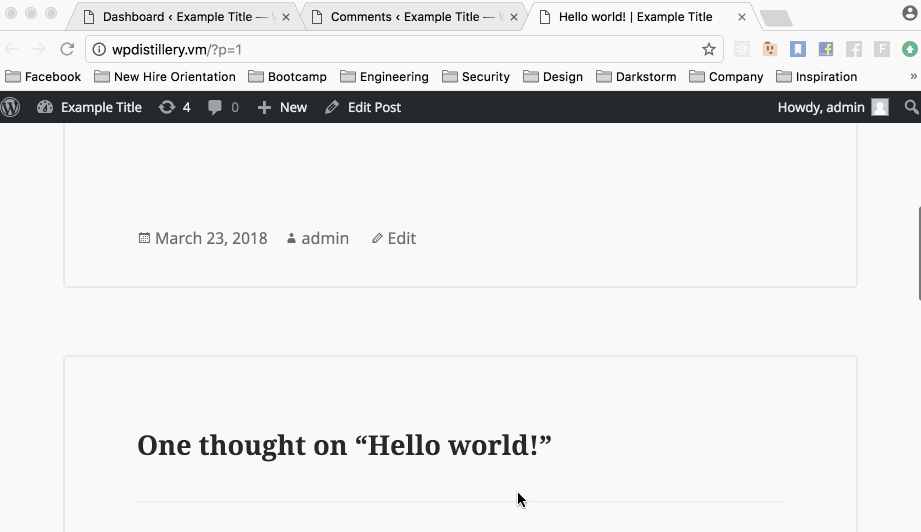 Dashboard ‹ Example Title —
Comments ‹ Example Title —
Hello world! | Example Title
wpdistillery.vm/?p=1
Facebook New Hire Orientation Bootcamp Engineering Security Design Darkstorm Company Inspiration »
Example Title 4 0 New Edit Post Howdy, admin
March 23, 2018 admin Edit
One thought on “Hello world!”